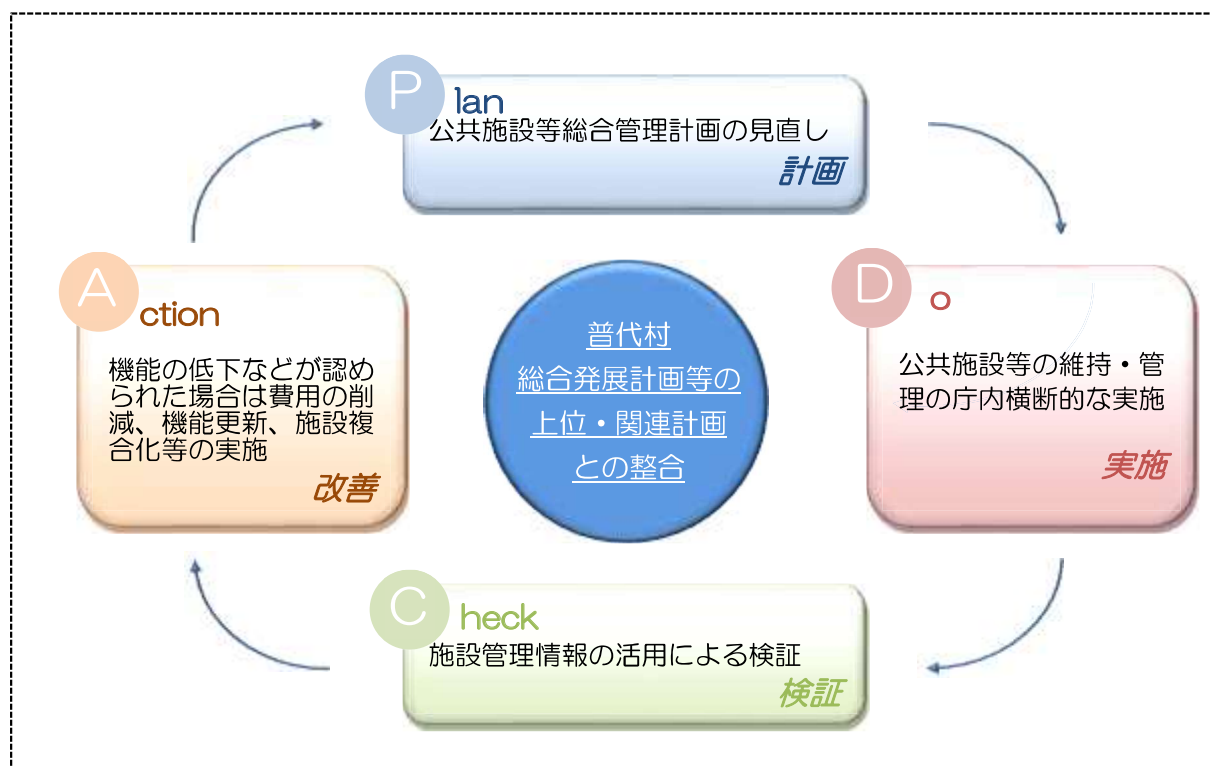 Plan
公共施設等総合管理計画の見直し
計画
Do
公共施設等の維持・管
理の庁内横断的な実施
実施
Check
施設管理情報の活用による検証
検証
Action
機能の低下などが認め
られた場合は費用の削
減、機能更新、施設複
合化等の実施
改善
普代村
総合発展計画等の
上位・関連計画
との整合